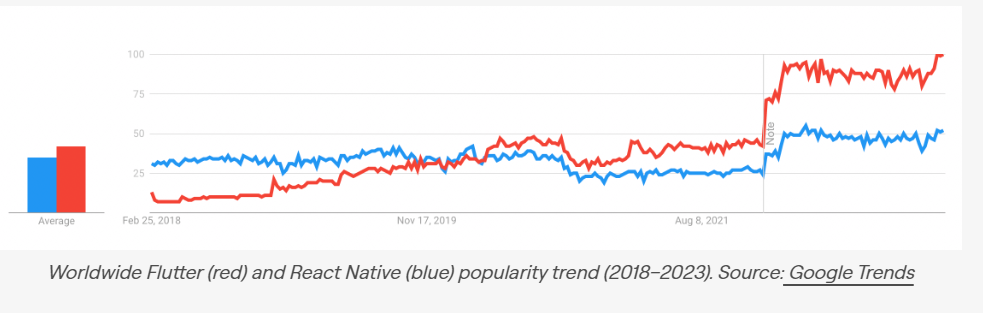 100
75
50
25
Note
Average
Feb 25, 2018
Nov 17, 2019
Aug 8, 2021
Worldwide Flutter (red) and React Native (blue) popularity trend (2018–2023). Source: Google Trends